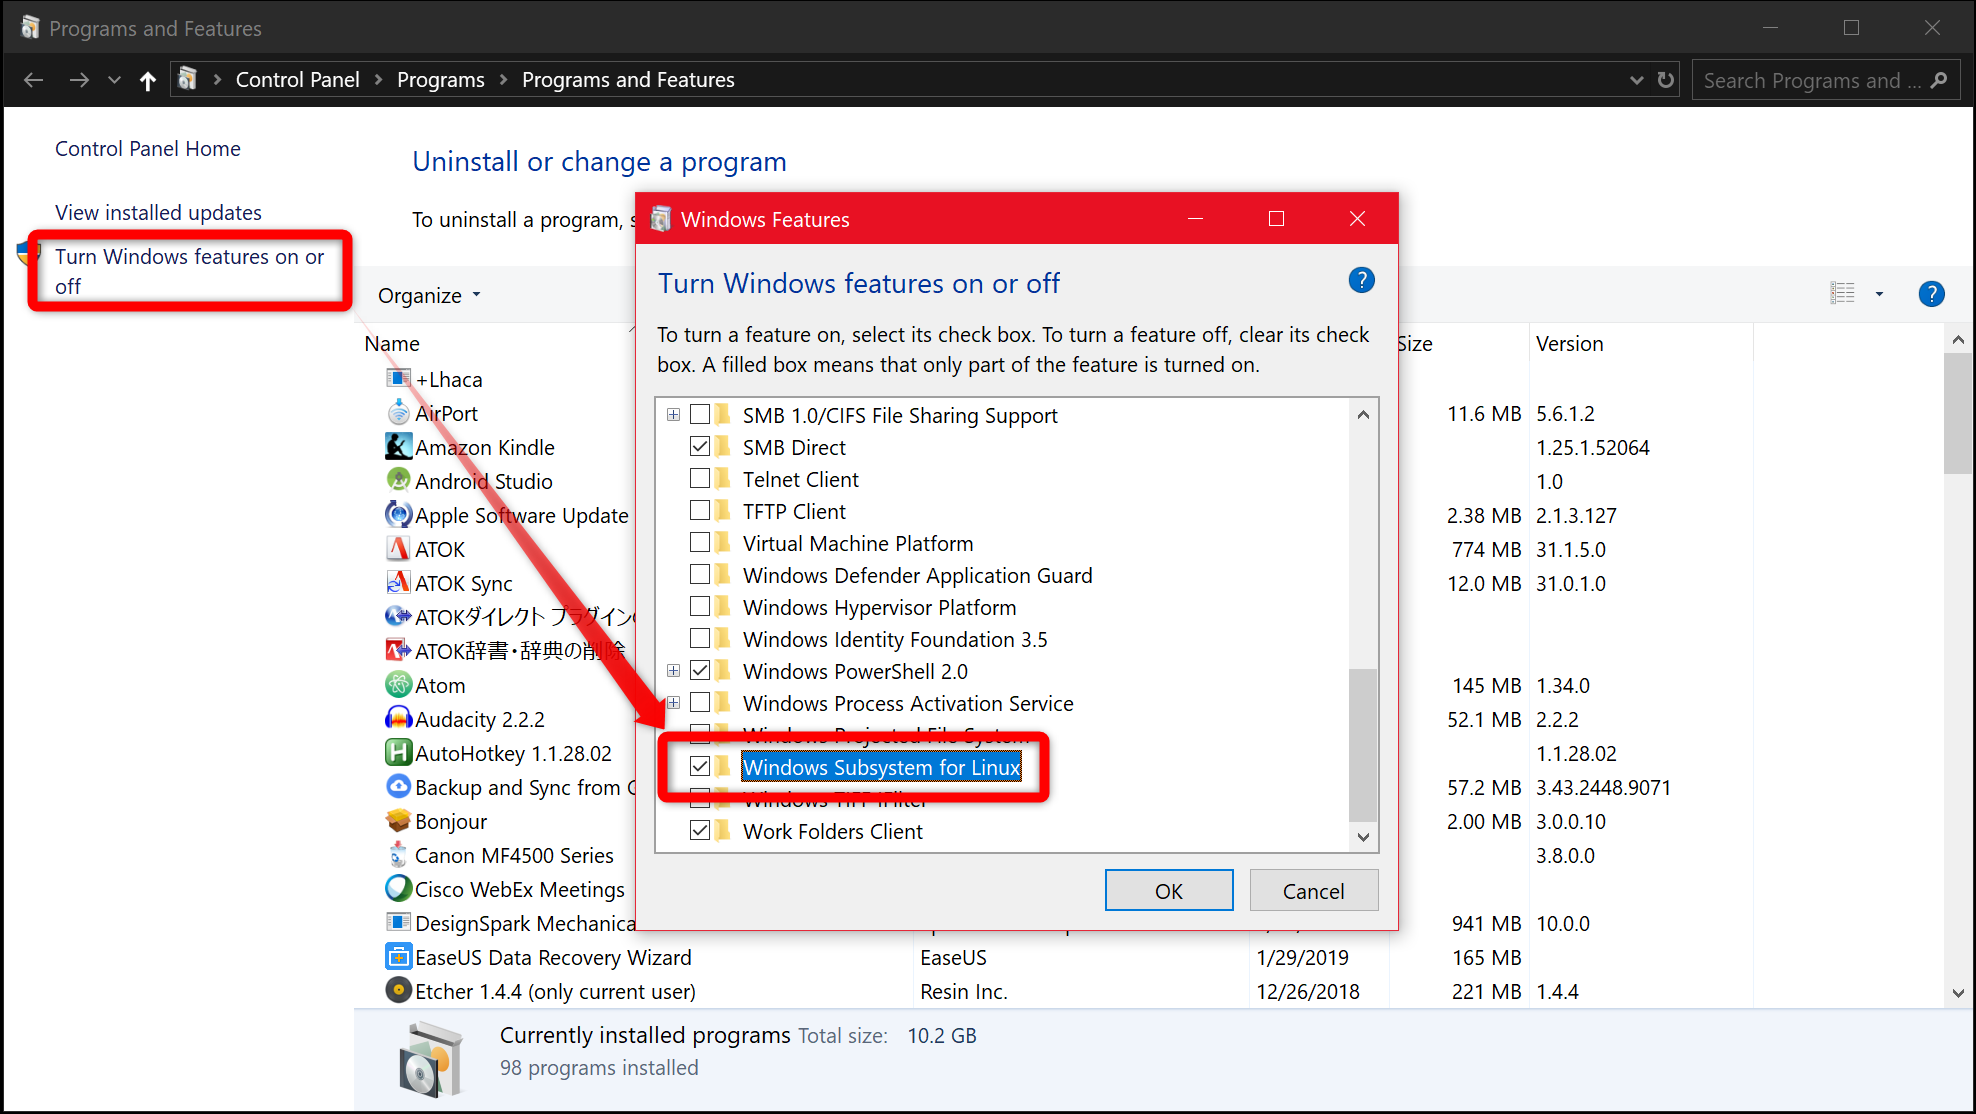 Programs and Features
Control Panel > Programs > Programs and Features
Search Programs and ...
Control Panel Home
View installed updates
Turn Windows features on or
off
Uninstall or change a program
To uninstall a program,
Organize
Name
Size
Version
+Lhaca
AirPort
11.6 MB 5.6.1.2
Amazon Kindle
1.25.1.52064
Android Studio
1.0
Apple Software Update
2.38 MB 2.1.3.127
ATOK
774 MB 31.1.5.0
ATOK Sync
12.0 MB 31.0.1.0
ATOKダイレクト プラグイン
ATOK辞書・辞典の削除
Atom
145 MB 1.34.0
Audacity 2.2.2
52.1 MB 2.2.2
AutoHotkey 1.1.28.02
1.1.28.02
Backup and Sync from
57.2 MB 3.43.2448.9071
Bonjour
2.00 MB 3.0.0.10
Canon MF4500 Series
3.8.0.0
Cisco WebEx Meetings
DesignSpark Mechanica
941 MB 10.0.0
EaseUS Data Recovery Wizard EaseUS 1/29/2019 165 MB
Etcher 1.4.4 (only current user) Resin Inc. 12/26/2018 221 MB 1.4.4
Currently installed programs Total size: 10.2 GB
98 programs installed
Windows Features
Turn Windows features on or off
To turn a feature on, select its check box. To turn a feature off, clear its check
box. A filled box means that only part of the feature is turned on.
SMB 1.0/CIFS File Sharing Support
SMB Direct
Telnet Client
TFTP Client
Virtual Machine Platform
Windows Defender Application Guard
Windows Hypervisor Platform
Windows Identity Foundation 3.5
Windows PowerShell 2.0
Windows Process Activation Service
Windows Projected File System
Windows Subsystem for Linux
Windows TIFF IFilter
Work Folders Client
OK
Cancel